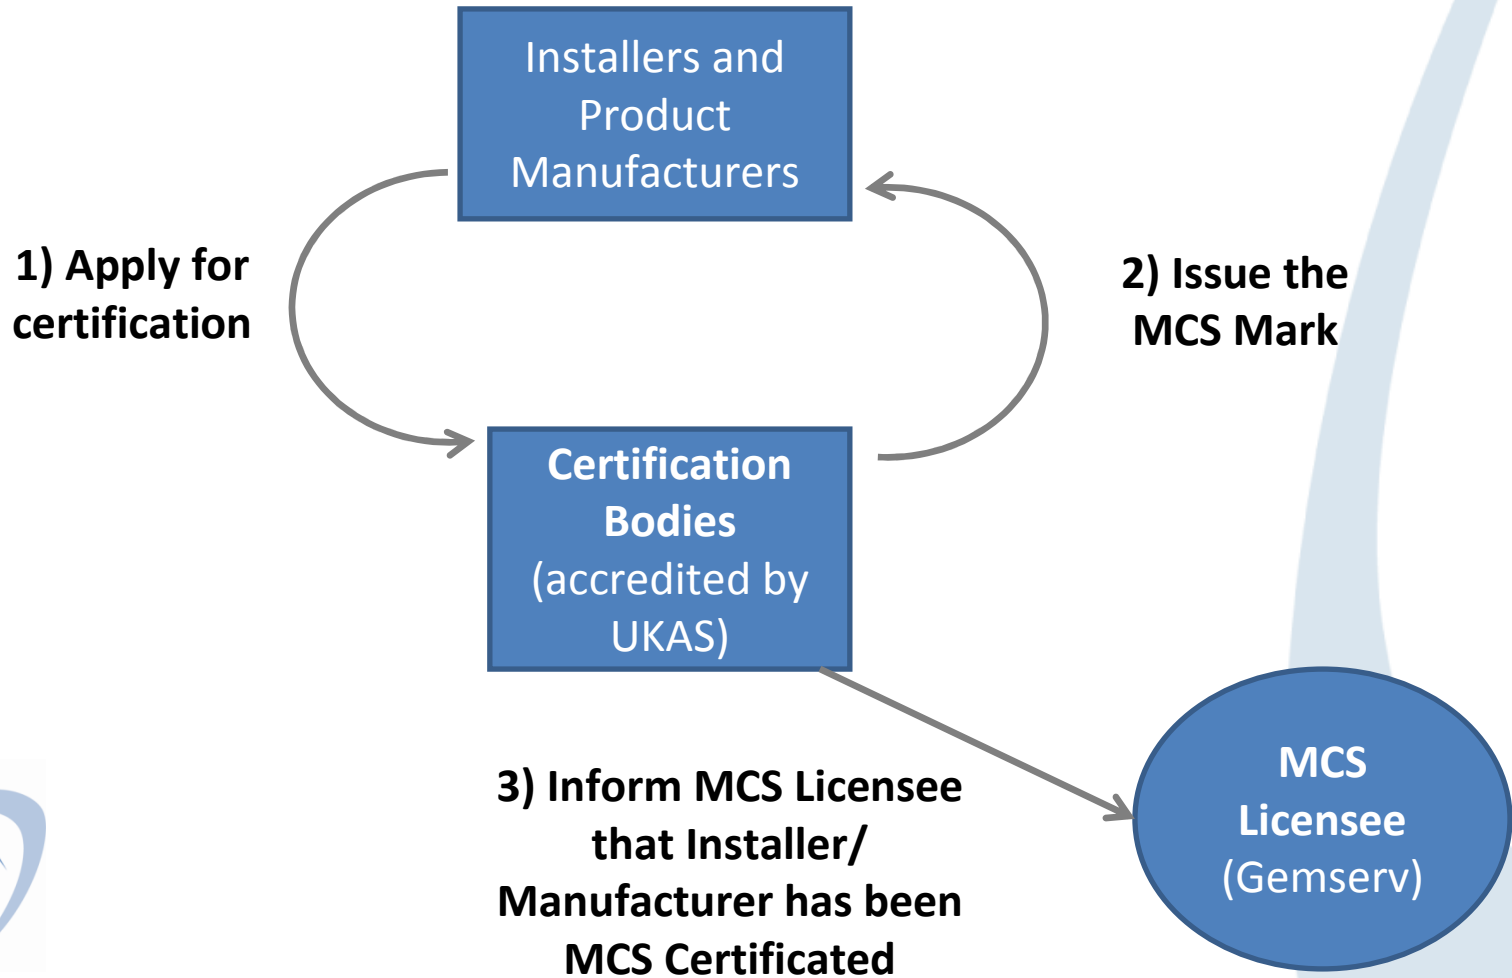 Installers and
Product
Manufacturers
1) Apply for
certification
2) Issue the
MCS Mark
Certification
Bodies
(accredited by
UKAS)
3) Inform MCS Licensee
that Installer/
Manufacturer has been
MCS Certificated
MCS
Licensee
(Gemserv)